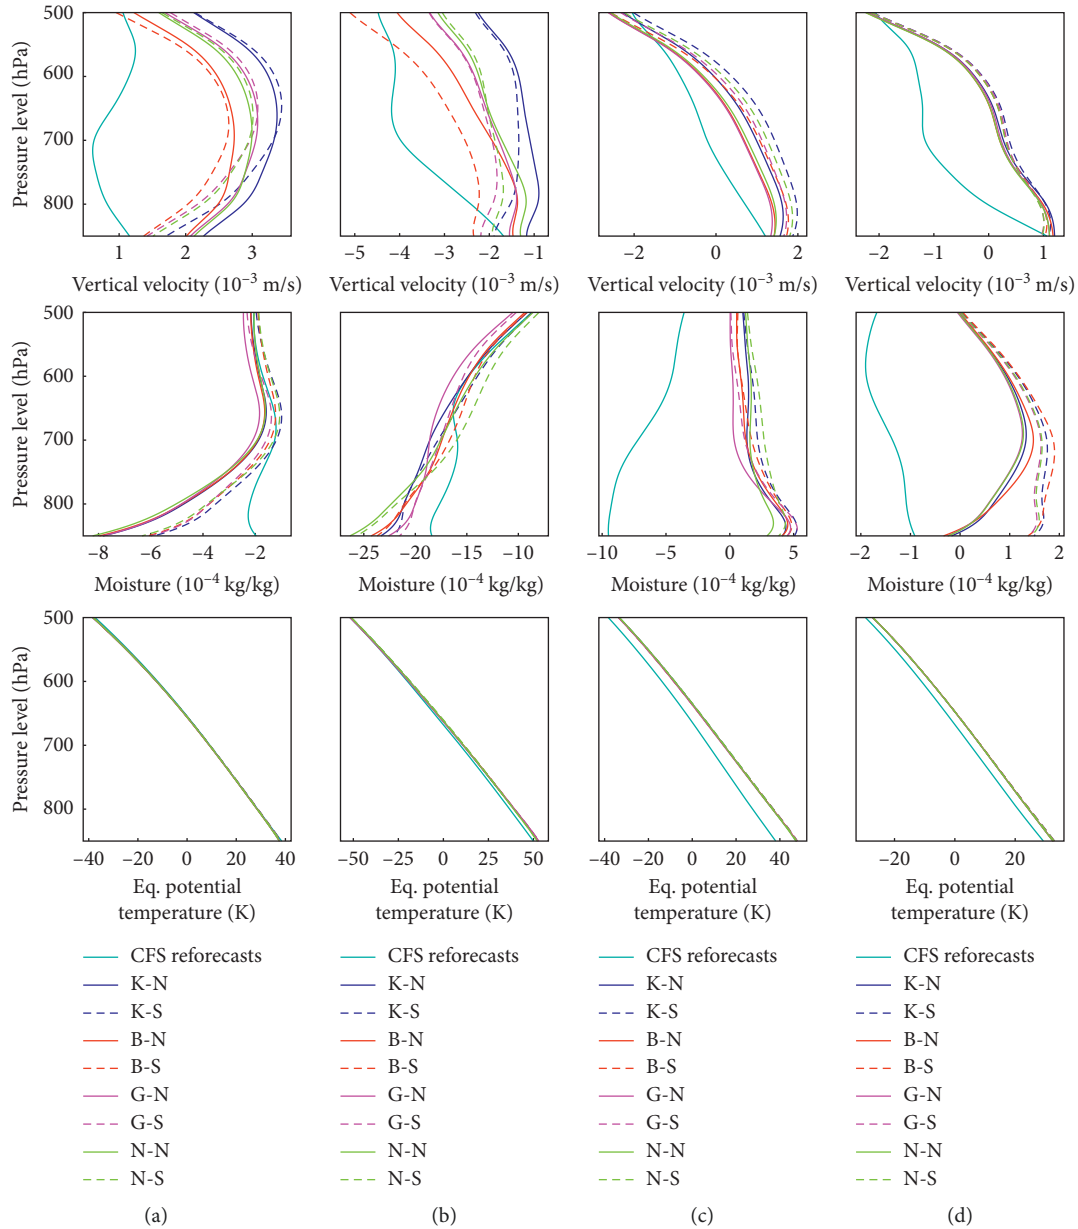 500
600
700
800
Pressure level (hPa)
1 2 3
−5 −4 −3 −2 −1
−2 0 2
−2 −1 0 1
Vertical velocity (10−3 m/s) Vertical velocity (10−3 m/s) Vertical velocity (10−3 m/s) Vertical velocity (10−3 m/s)
500
600
700
800
Pressure level (hPa)
−8 −6 −4 −2
−25 −20 −15 −10
−10 −5 0 5
−2 −1 0 1 2
Moisture (10−4 kg/kg) Moisture (10−4 kg/kg) Moisture (10−4 kg/kg) Moisture (10−4 kg/kg)
500
600
700
800
Pressure level (hPa)
−40 −20 0 20 40
−50 −25 0 25 50
−40 −20 0 20 40
−20 0 20
Eq. potential Eq. potential Eq. potential Eq. potential
temperature (K) temperature (K) temperature (K) temperature (K)
CFS reforecasts CFS reforecasts CFS reforecasts CFS reforecasts
K-N K-N K-N K-N
K-S K-S K-S K-S
B-N B-N B-N B-N
B-S B-S B-S B-S
G-N G-N G-N G-N
G-S G-S G-S G-S
N-N N-N N-N N-N
N-S N-S N-S N-S
(a) (b) (c) (d)